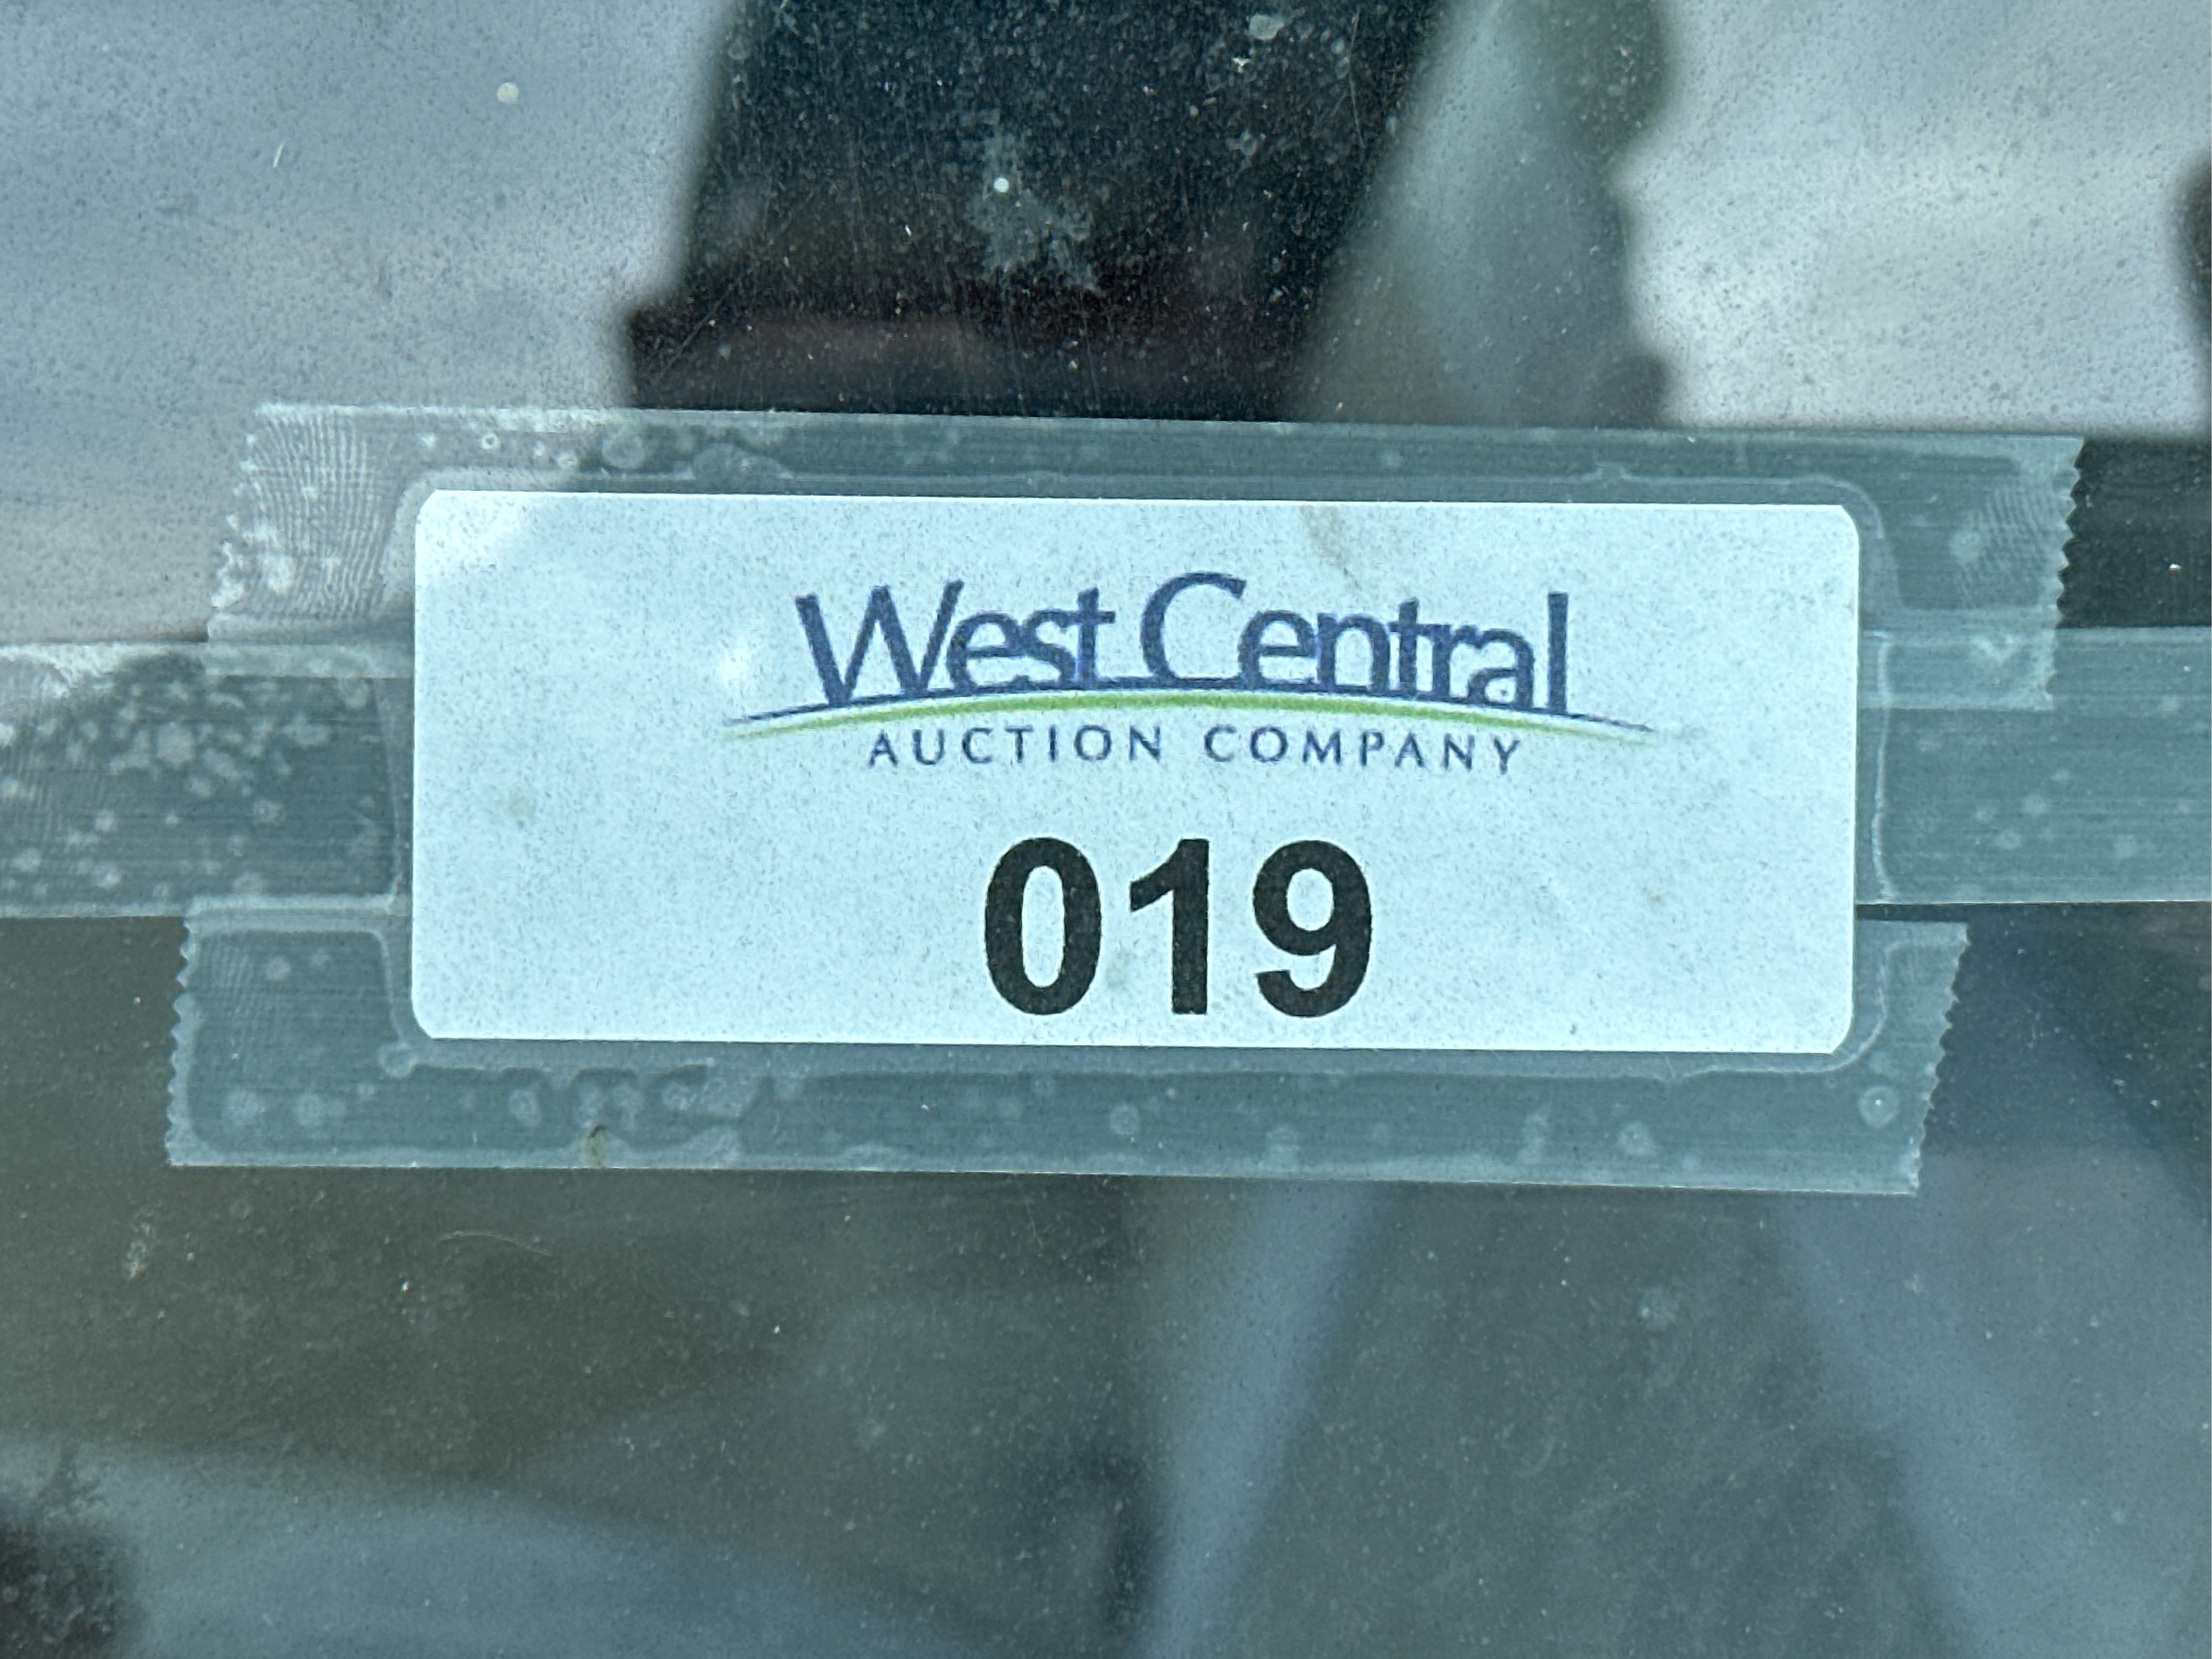 West Central
AUCTION COMPANY
019